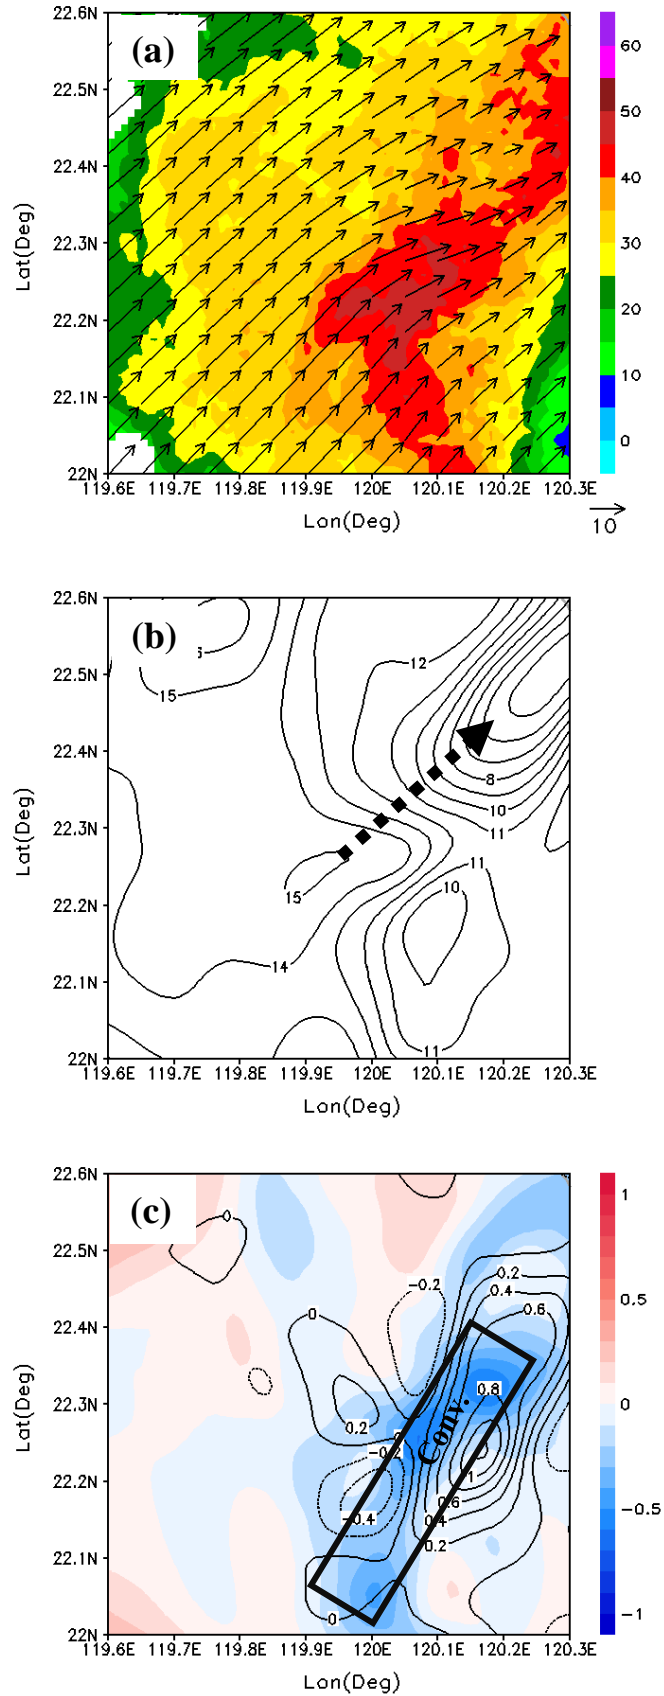 (a)
22.6N
22.5N
22.4N
22.3N
22.2N
22.1N
22N
Lat(Deg)
119.6E 119.7E 119.8E 119.9E 120E 120.1E 120.2E 120.3E
Lon(Deg)
60
50
40
30
20
10
0
10
(b)
22.6N
22.5N
22.4N
22.3N
22.2N
22.1N
22N
Lat(Deg)
15
12
8
10
11
11
10
15
14
11
119.6E 119.7E 119.8E 119.9E 120E 120.1E 120.2E 120.3E
Lon(Deg)
(c)
22.6N
22.5N
22.4N
22.3N
22.2N
22.1N
22N
Lat(Deg)
0
0.2
-0.2
0.4
0.6
0
0.8
0.2
Conv.
-0.2
1
0.6
-0.4
0.4
0.2
0
119.6E 119.7E 119.8E 119.9E 120E 120.1E 120.2E 120.3E
Lon(Deg)
1
0.5
0
-0.5
-1